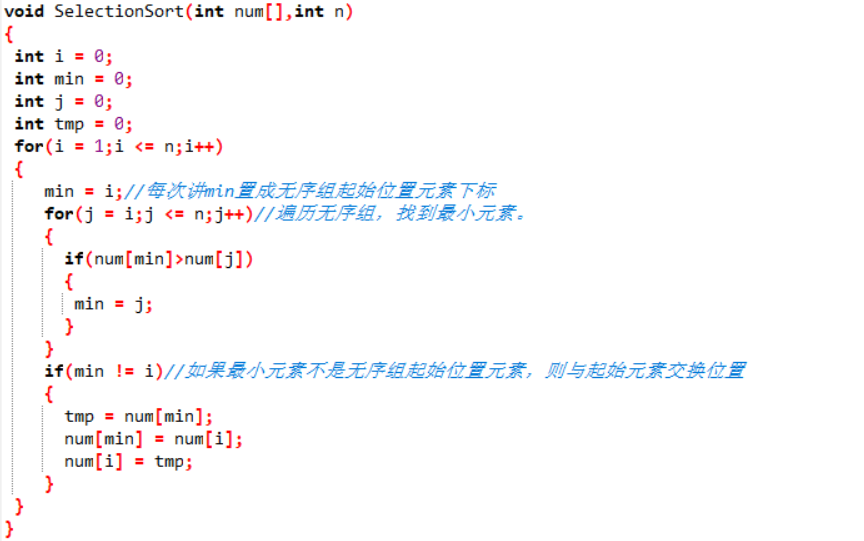 void SelectionSort(int num[],int n)
{
int i = 0;
int min = 0;
int j = 0;
int tmp = 0;
for(i = 1;i <= n;i++)
{
min = i;//每次讲min置成无序组起始位置元素下标
for(j = i;j <= n;j++)//遍历无序组，找到最小元素。
{
if(num[min]>num[j])
{
min = j;
}
}
if(min != i)//如果最小元素不是无序组起始位置元素，则与起始元素交换位置
{
tmp = num[min];
num[min] = num[i];
num[i] = tmp;
}
}
}